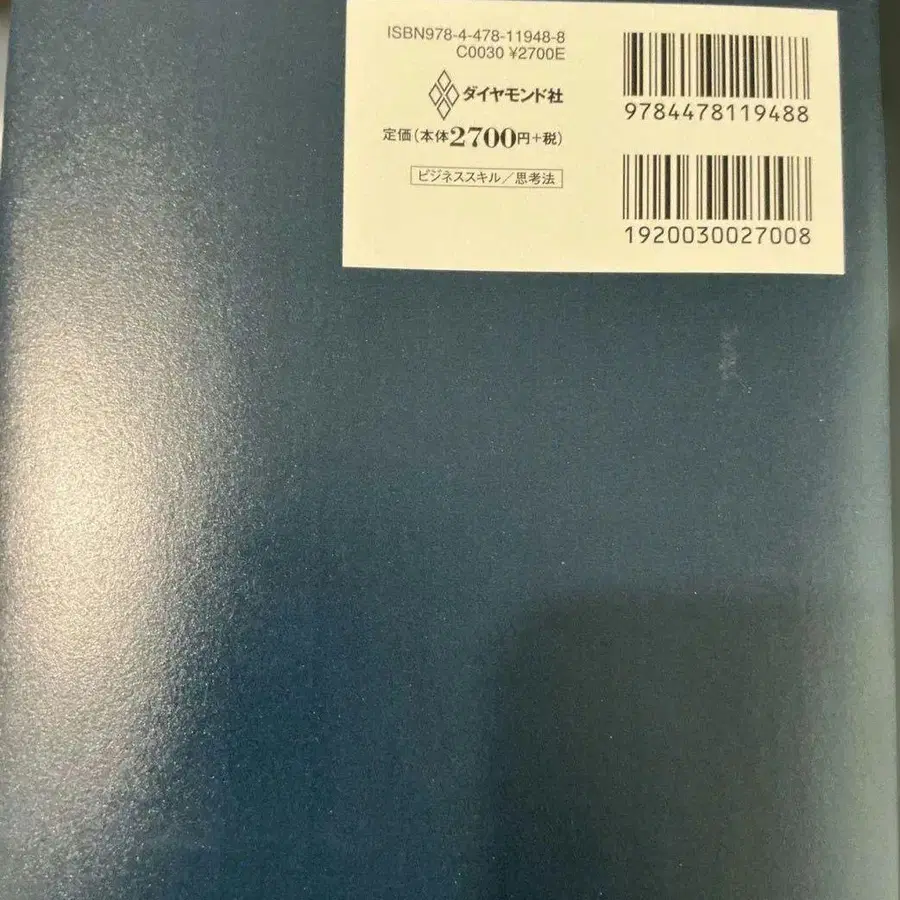 ISBN978-4-478-11948-8
C0030 ¥2700E
ダイヤモンド社
定価(本体2700円+税)
ビジネススキル/思考法
9784478119488
1920030027008